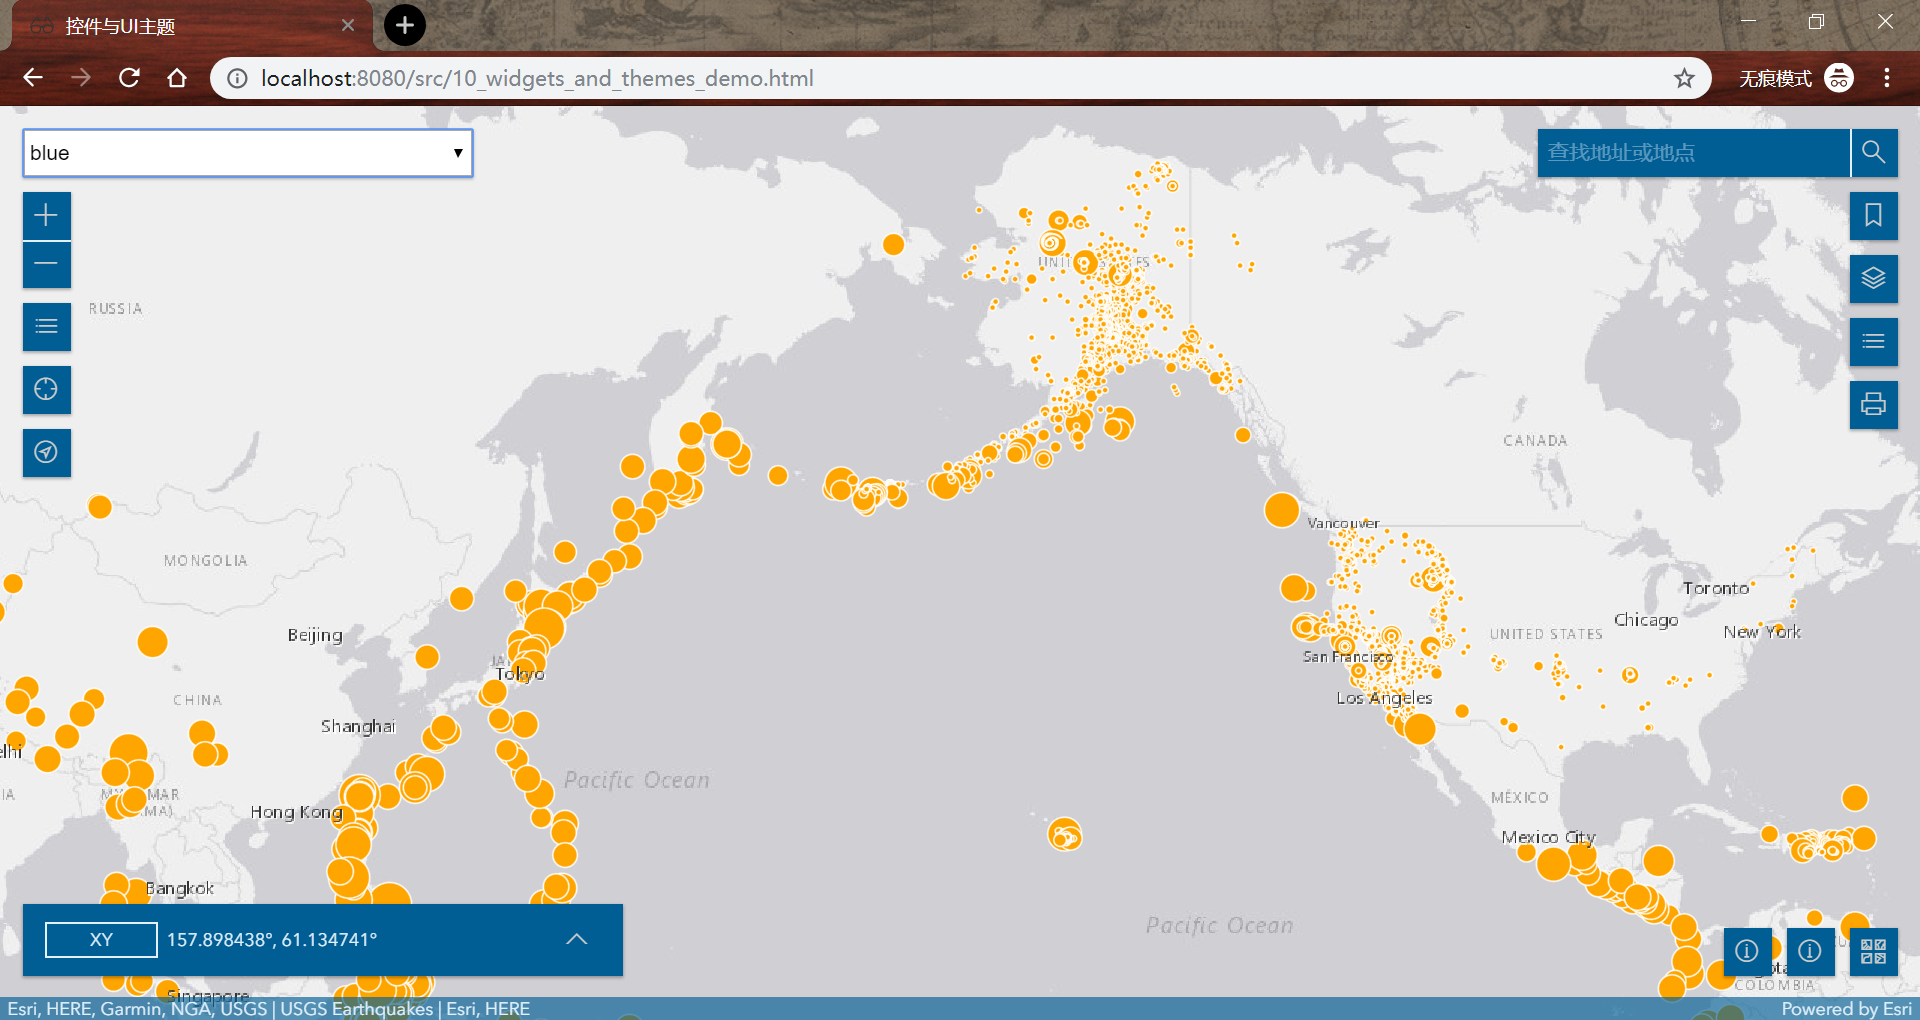 控件与UI主题
localhost:8080/src/10_widgets_and_themes_demo.html
无痕模式
blue
查找地址或地点
RUSSIA
CANADA
Vancouver
MONGOLIA
Toronto
Chicago
Beijing
UNITED STATES
New York
San Francisco
Tokyo
CHINA
Los Angeles
Shanghai
Pacific Ocean
MÉXICO
Hong Kong
Mexico City
Bangkok
Pacific Ocean
XY 157.898438°, 61.134741°
COLOMBIA
Singapore
Esri, HERE, Garmin, NGA, USGS | USGS Earthquakes | Esri, HERE
Powered by Esri